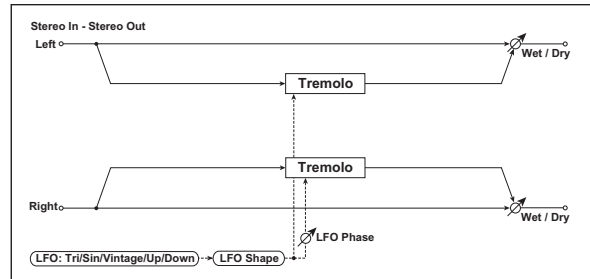 Stereo In - Stereo Out
Left
Wet / Dry
Tremolo
Tremolo
Right
Wet / Dry
LFO Phase
LFO: Tri/Sin/Vintage/Up/Down
LFO Shape